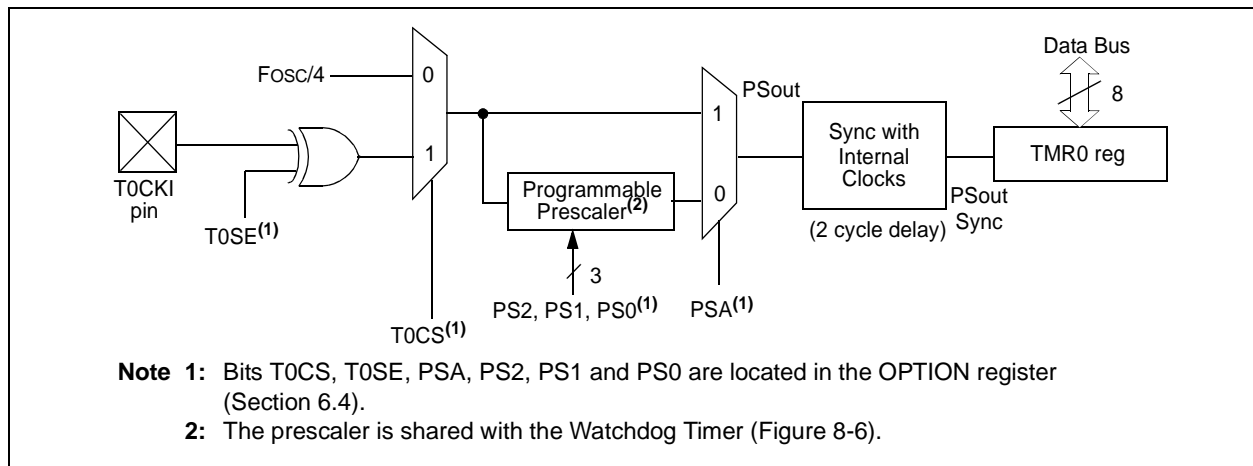 Data Bus
FOSC/4
0
8
PSout
1
1
Sync with
Internal
Clocks
TMR0 reg
T0CKI
pin
Programmable
Prescaler(2)
0
PSout
Sync
T0SE(1)
(2 cycle delay)
3
PS2, PS1, PS0(1)
PSA(1)
T0CS(1)
Note 1: Bits T0CS, T0SE, PSA, PS2, PS1 and PS0 are located in the OPTION register
(Section 6.4).
2: The prescaler is shared with the Watchdog Timer (Figure 8-6).